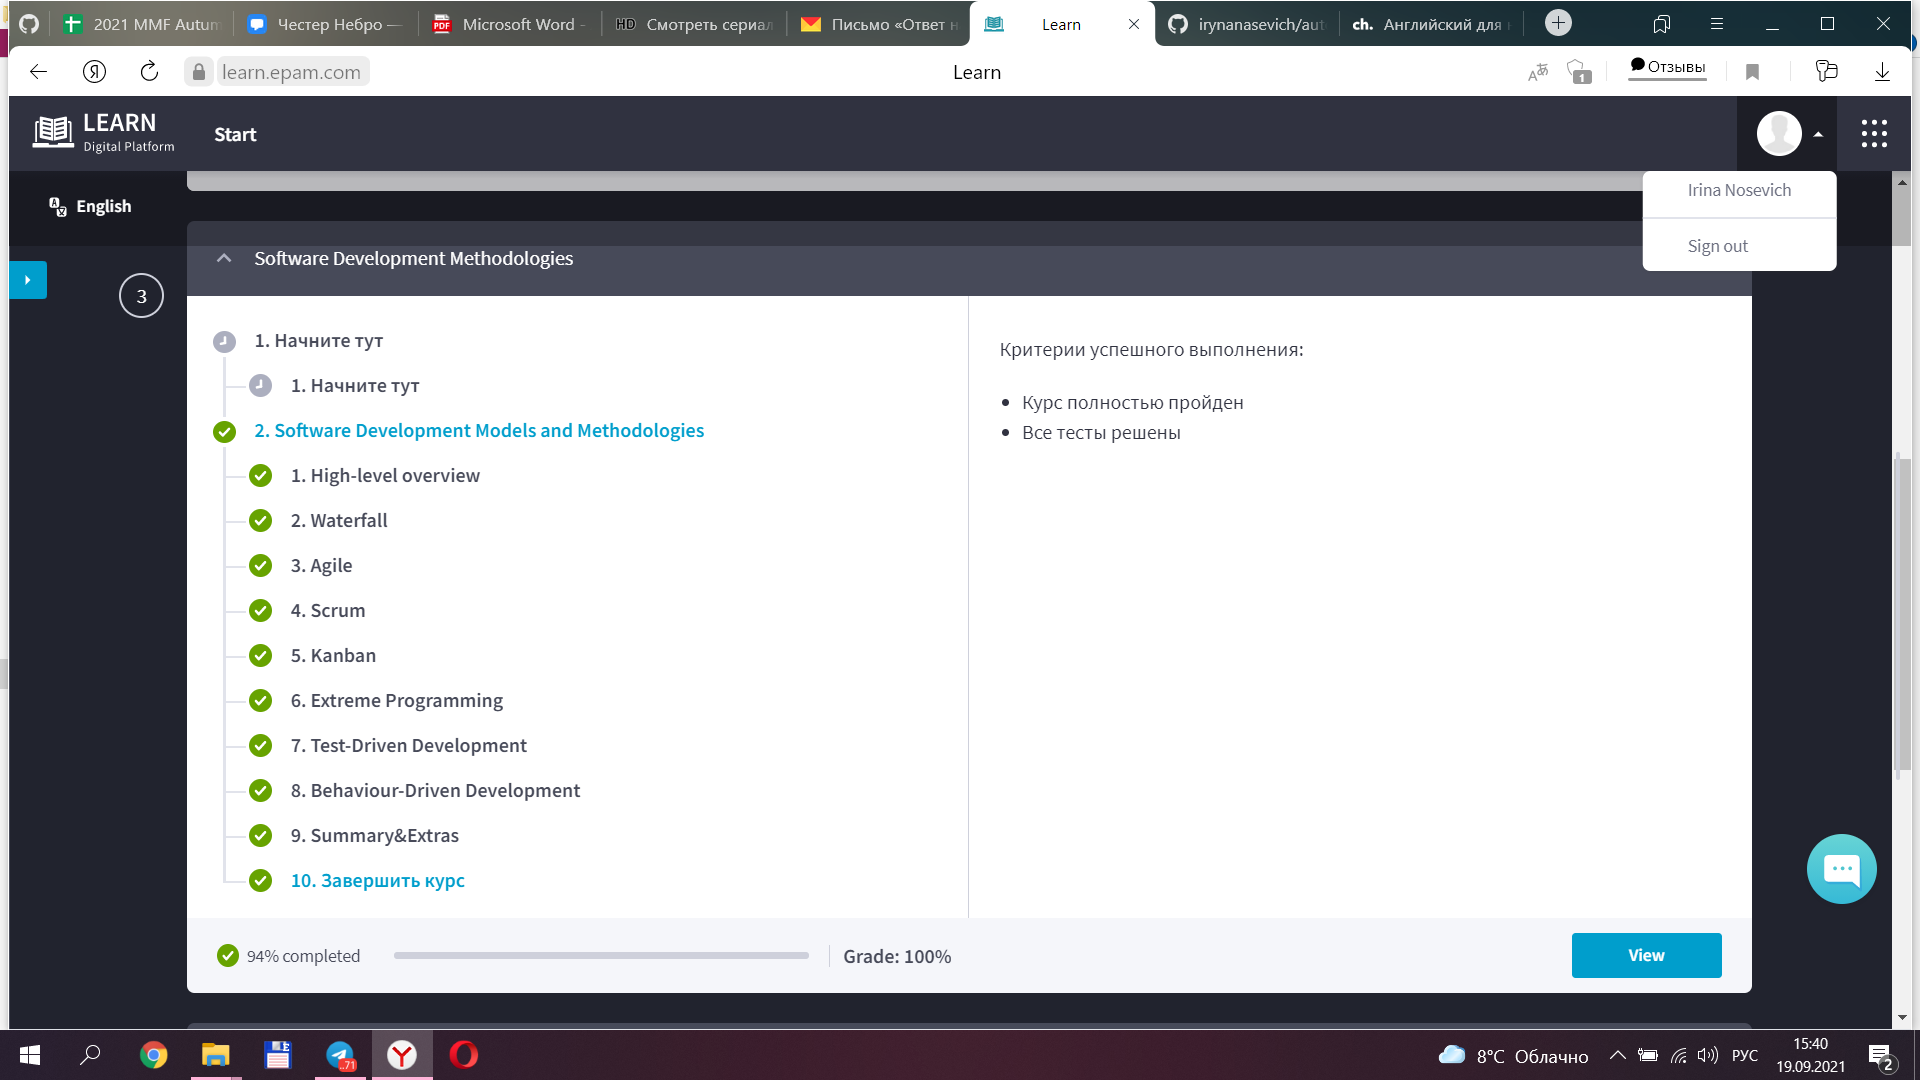 2021 MMF Autum
Честер Небро —
Microsoft Word -
HD Смотреть сериал
Письмо «Ответ н
Learn
irynanasevich/aut
ch. Английский для
learn.epam.com
Learn
1
Отзывы
LEARN
Digital Platform
Start
English
Irina Nosevich
Sign out
Software Development Methodologies
3
1. Начните тут
1. Начните тут
2. Software Development Models and Methodologies
1. High-level overview
2. Waterfall
3. Agile
4. Scrum
5. Kanban
6. Extreme Programming
7. Test-Driven Development
8. Behaviour-Driven Development
9. Summary&Extras
10. Завершить курс
Критерии успешного выполнения:
Курс полностью пройден
Все тесты решены
94% completed
Grade: 100%
View
8°C Облачно
РУС
15:40
19.09.2021
2